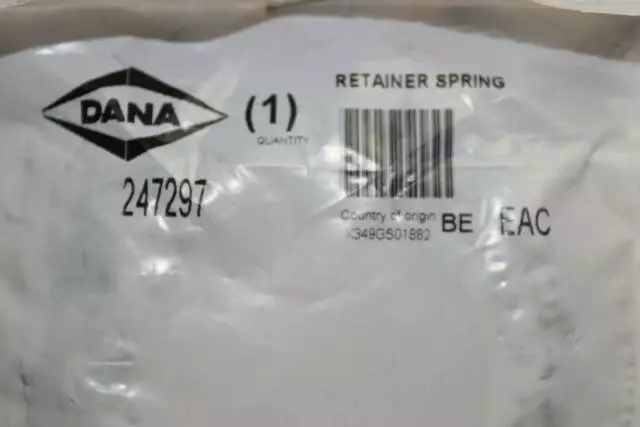 RETAINER SPRING
DANA
(1)
QUANTITY
247297
Country of origin BE EAC
X349GS01882